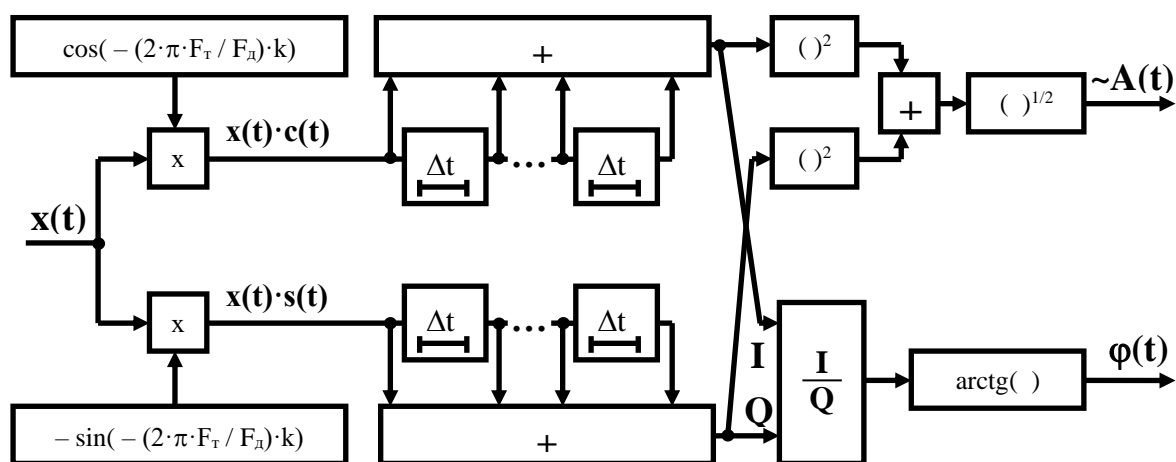 cos( – (2·π·Fт / Fд)·k)
+
( )²
~A(t)
+
( )^1/2
x
x(t)·c(t)
Δt
...
Δt
( )²
x(t)
x
x(t)·s(t)
Δt
...
Δt
I
I
Q
Q
arctg( )
φ(t)
– sin( – (2·π·Fт / Fд)·k)
+